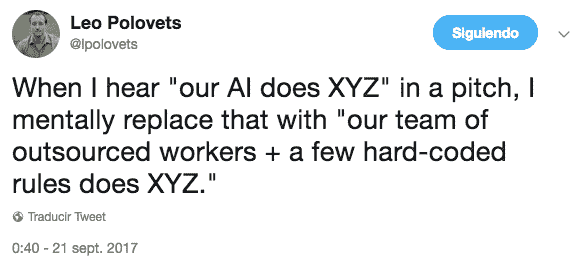 Leo Polovets
@lpolovets
Siguiendo
When I hear "our AI does XYZ" in a pitch, I
mentally replace that with "our team of
outsourced workers + a few hard-coded
rules does XYZ."
Traducir Tweet
0:40 - 21 sept. 2017